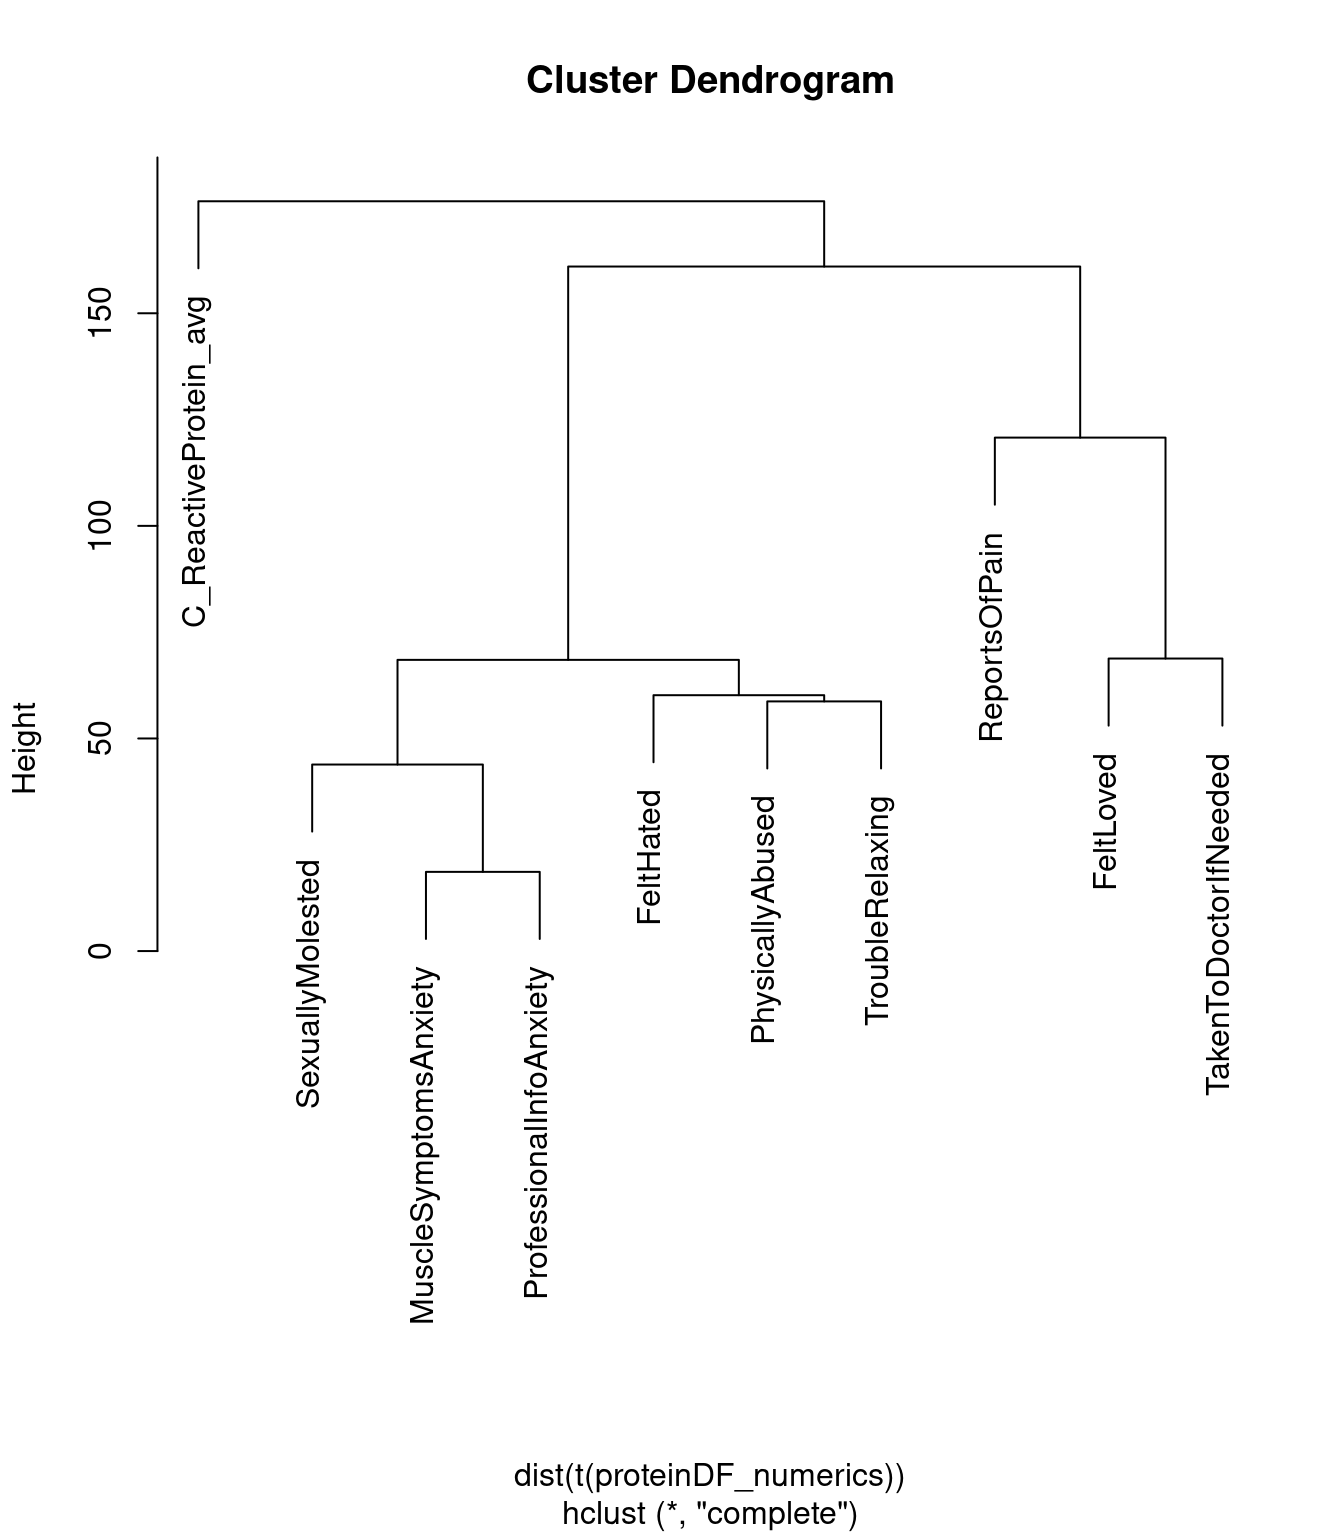 Cluster Dendrogram
Height
150
100
50
0
C_ReactiveProtein_avg
SexuallyMolested
MuscleSymptomsAnxiety
ProfessionalInfoAnxiety
FeltHated
PhysicallyAbused
TroubleRelaxing
ReportsOfPain
FeltLoved
TakenToDoctorIfNeeded
dist(t(proteinDF_numerics))
hclust (*, "complete")